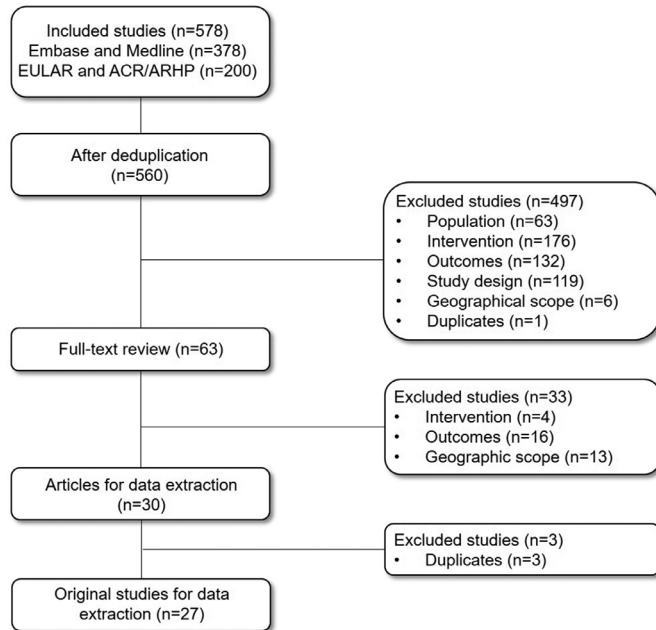 Included studies (n=578)
Embase and Medline (n=378)
EULAR and ACR/ARHP (n=200)
After deduplication
(n=560)
Excluded studies (n=497)
• Population (n=63)
• Intervention (n=176)
• Outcomes (n=132)
• Study design (n=119)
• Geographical scope (n=6)
• Duplicates (n=1)
Full-text review (n=63)
Excluded studies (n=33)
• Intervention (n=4)
• Outcomes (n=16)
• Geographic scope (n=13)
Articles for data extraction
(n=30)
Excluded studies (n=3)
• Duplicates (n=3)
Original studies for data
extraction (n=27)